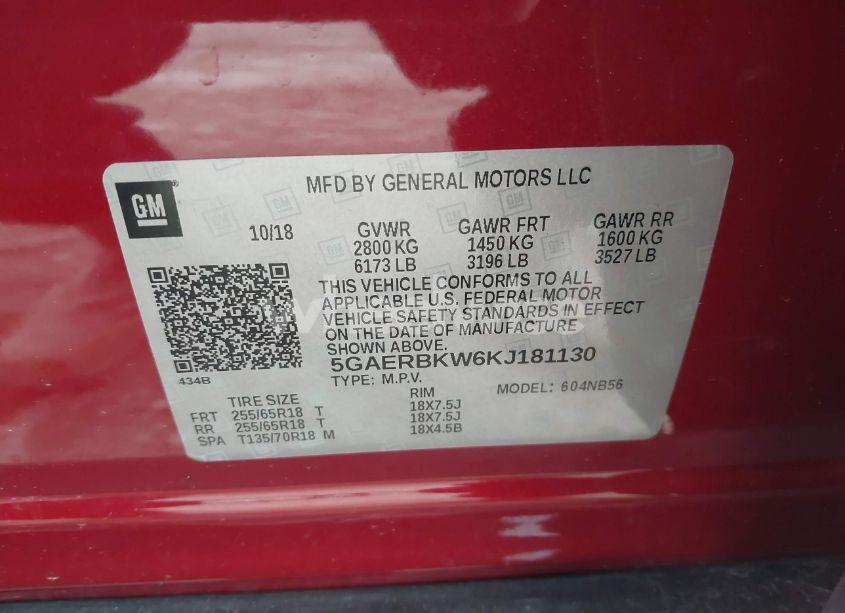 GM
MFD BY GENERAL MOTORS LLC
10/18
GVWR GAWR FRT GAWR RR
2800 KG 1450 KG 1600 KG
6173 LB 3196 LB 3527 LB
THIS VEHICLE CONFORMS TO ALL
APPLICABLE U.S. FEDERAL MOTOR
VEHICLE SAFETY STANDARDS IN EFFECT
ON THE DATE OF MANUFACTURE
SHOWN ABOVE.
5GAERBKW6KJ181130
434B
TYPE: M.P.V. MODEL: 604NB56
TIRE SIZE RIM
FRT 255/65R18 T 18X7.5J
RR 255/65R18 T 18X7.5J
SPA T135/70R18 M 18X4.5B